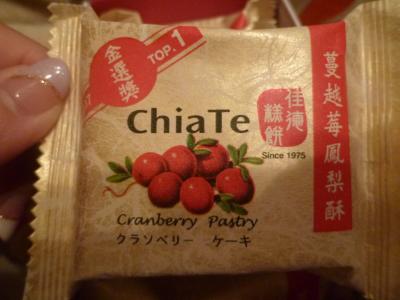 金選獎
TOP.1
ChiaTe
佳德
糕餅
Since 1975
蔓越莓鳳梨酥
Cranberry Pastry
クラソベリー ケーキ